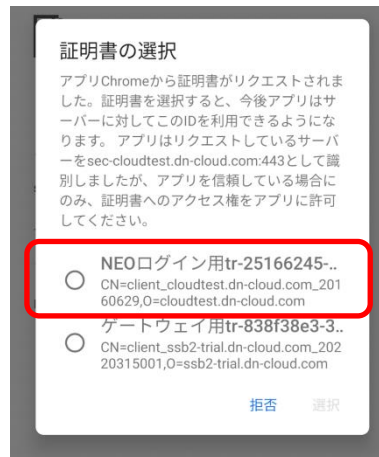 証明書の選択
アプリChromeから証明書がリクエストされま
した。証明書を選択すると、今後アプリはサ
ーバーに対してこのIDを利用できるようにな
ります。 アプリはリクエストしているサーバ
ーをsec-cloudtest.dn-cloud.com:443として識
別しましたが、アプリを信頼している場合に
のみ、証明書へのアクセス権をアプリに許可
してください。
NEOログイン用tr-25166245-..
CN=client_cloudtest.dn-cloud.com_201
60629,O=cloudtest.dn-cloud.com
ゲートウェイ用tr-838f38e3-3..
CN=client_ssb2-trial.dn-cloud.com_202
20315001,O=ssb2-trial.dn-cloud.com
拒否 選択